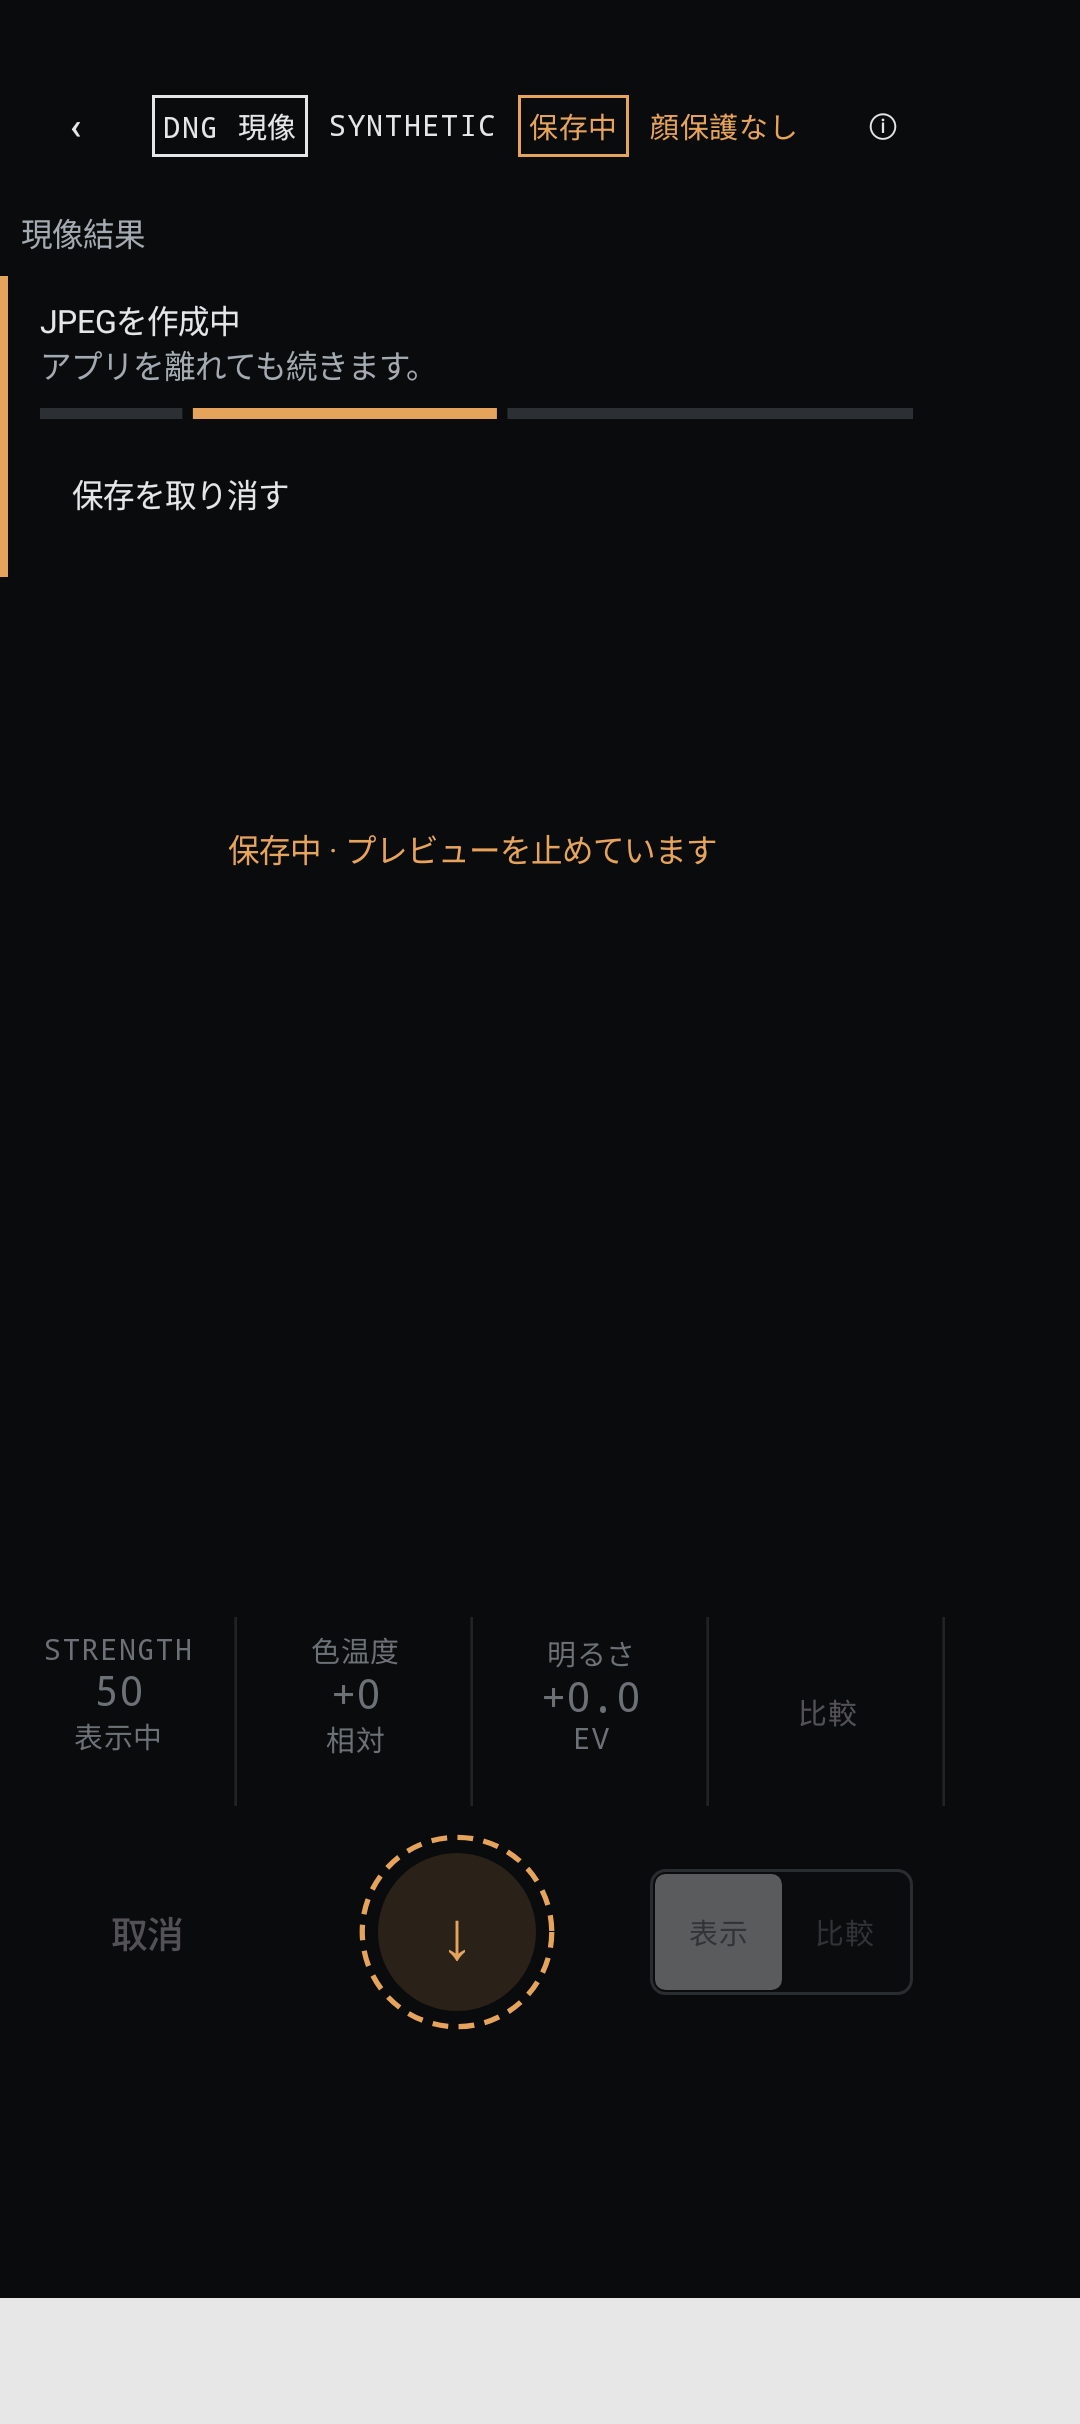 ‹ DNG 現像 SYNTHETIC 保存中 顔保護なし ⓘ
現像結果
JPEGを作成中
アプリを離れても続きます。
保存を取り消す
保存中 · プレビューを止めています
STRENGTH
50
表示中
色温度
+0
相対
明るさ
+0.0
EV
比較
取消
↓
表示 比較